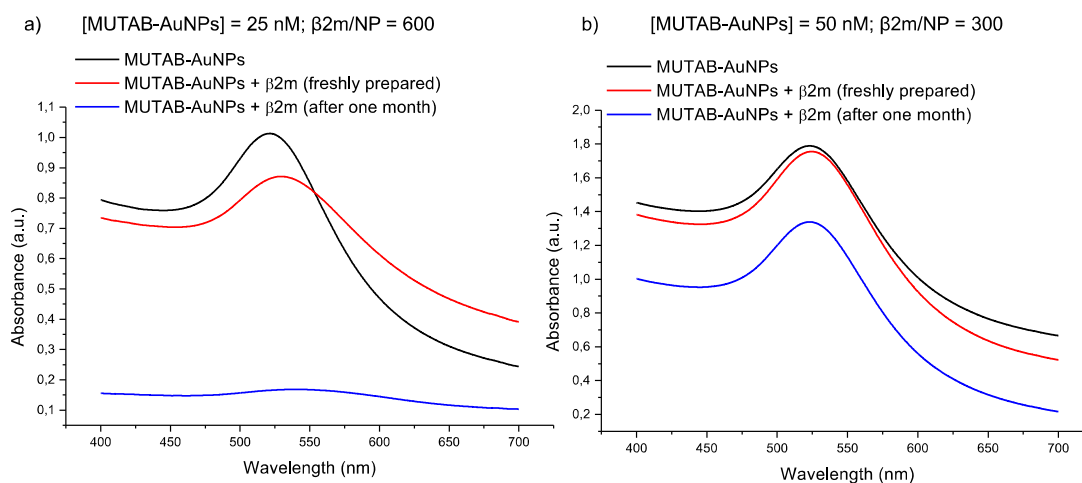 a) [MUTAB-AuNPs] = 25 nM; β2m/NP = 600
MUTAB-AuNPs
MUTAB-AuNPs + β2m (freshly prepared)
MUTAB-AuNPs + β2m (after one month)
1,1
1,0
0,9
0,8
0,7
0,6
0,5
0,4
0,3
0,2
0,1
Absorbance (a.u.)
400 450 500 550 600 650 700
Wavelength (nm)
b) [MUTAB-AuNPs] = 50 nM; β2m/NP = 300
MUTAB-AuNPs
MUTAB-AuNPs + β2m (freshly prepared)
MUTAB-AuNPs + β2m (after one month)
2,0
1,8
1,6
1,4
1,2
1,0
0,8
0,6
0,4
0,2
Absorbance (a.u.)
400 450 500 550 600 650 700
Wavelength (nm)